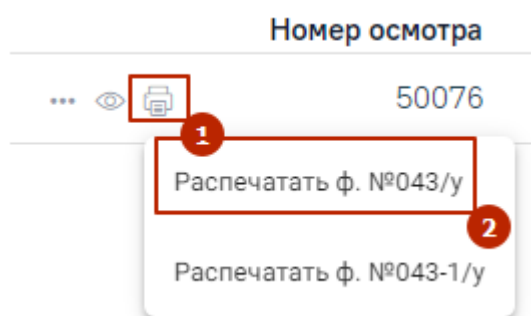 Номер осмотра
50076
1
Распечатать ф. №043/у
2
Распечатать ф. №043-1/у